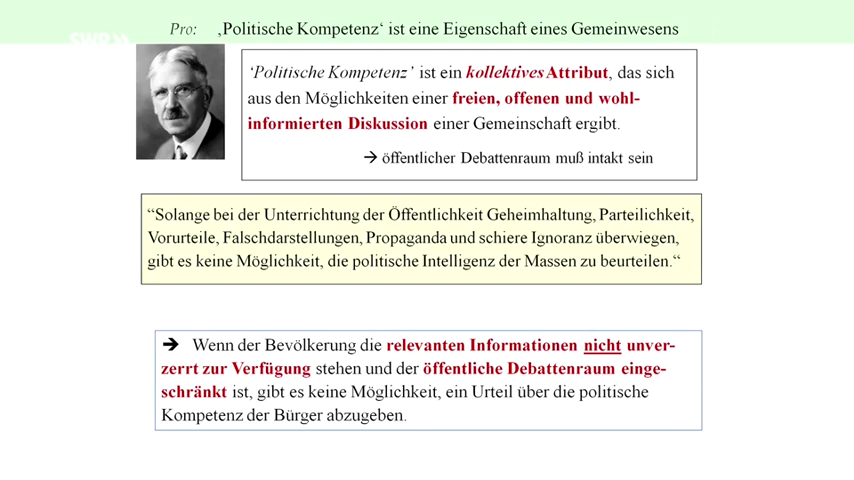 Pro: ‚Politische Kompetenz‘ ist eine Eigenschaft eines Gemeinwesens
SWR
‘Politische Kompetenz’ ist ein kollektives Attribut, das sich
aus den Möglichkeiten einer freien, offenen und wohl-
informierten Diskussion einer Gemeinschaft ergibt.
→ öffentlicher Debattenraum muß intakt sein
“Solange bei der Unterrichtung der Öffentlichkeit Geheimhaltung, Parteilichkeit,
Vorurteile, Falschdarstellungen, Propaganda und schiere Ignoranz überwiegen,
gibt es keine Möglichkeit, die politische Intelligenz der Massen zu beurteilen.“
➔ Wenn der Bevölkerung die relevanten Informationen nicht unver-
zerrt zur Verfügung stehen und der öffentliche Debattenraum einge-
schränkt ist, gibt es keine Möglichkeit, ein Urteil über die politische
Kompetenz der Bürger abzugeben.